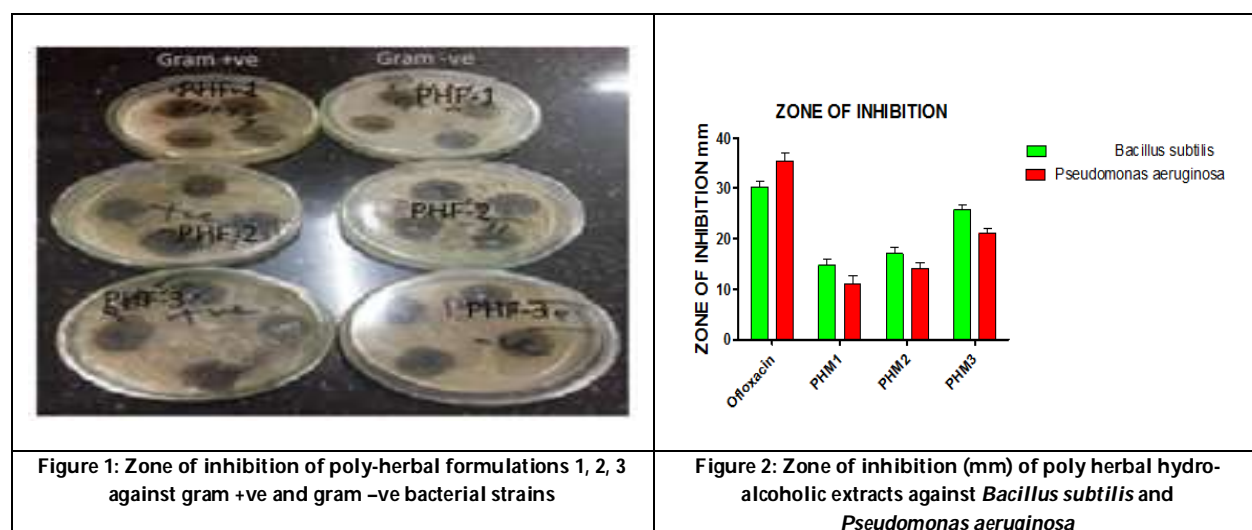 Gram +ve
Gram -ve
PHF-1
PHF-1
+ve
PHF-2
PHF-2
PHF-3
+ve
PHF-3
Figure 1: Zone of inhibition of poly-herbal formulations 1, 2, 3
against gram +ve and gram –ve bacterial strains
ZONE OF INHIBITION
ZONE OF INHIBITION mm
40
30
20
10
0
Ofloxacin
PHM1
PHM2
PHM3
Bacillus subtilis
Pseudomonas aeruginosa
Figure 2: Zone of inhibition (mm) of poly herbal hydro-
alcoholic extracts against Bacillus subtilis and
Pseudomonas aeruginosa